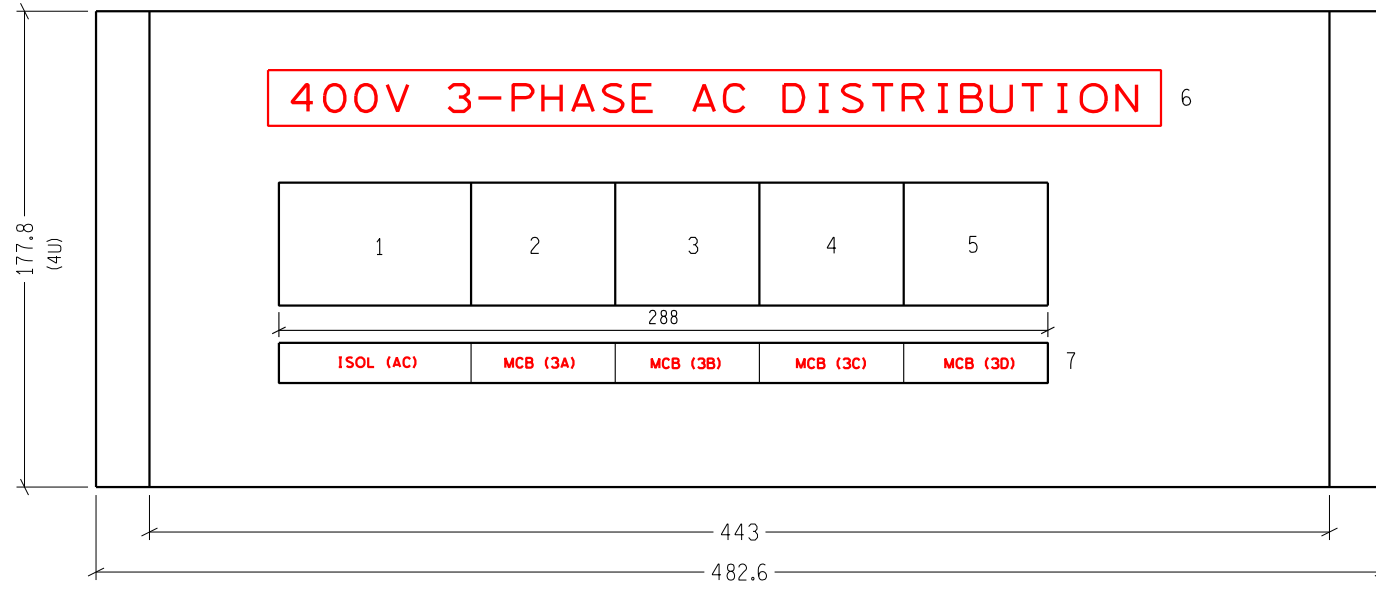 400V 3-PHASE AC DISTRIBUTION 6
177.8
(4U)
1 2 3 4 5
288
ISOL (AC) MCB (3A) MCB (3B) MCB (3C) MCB (3D) 7
443
482.6